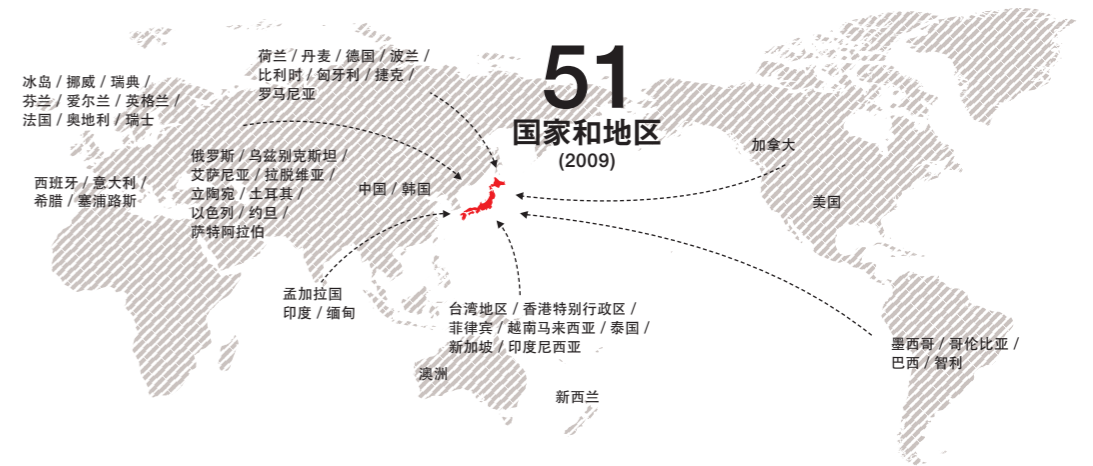 51
国家和地区
(2009)
冰岛 / 挪威 / 瑞典 /
芬兰 / 爱尔兰 / 英格兰 /
法国 / 奥地利 / 瑞士
荷兰 / 丹麦 / 德国 / 波兰 /
比利时 / 匈牙利 / 捷克 /
罗马尼亚
西班牙 / 意大利 /
希腊 / 塞浦路斯
俄罗斯 / 乌兹别克斯坦 /
艾萨尼亚 / 拉脱维亚 /
立陶宛 / 土耳其 /
以色列 / 约旦 /
萨特阿拉伯
中国 / 韩国
加拿大
美国
孟加拉国
印度 / 缅甸
台湾地区 / 香港特别行政区 /
菲律宾 / 越南马来西亚 / 泰国 /
新加坡 / 印度尼西亚
澳洲
新西兰
墨西哥 / 哥伦比亚 /
巴西 / 智利